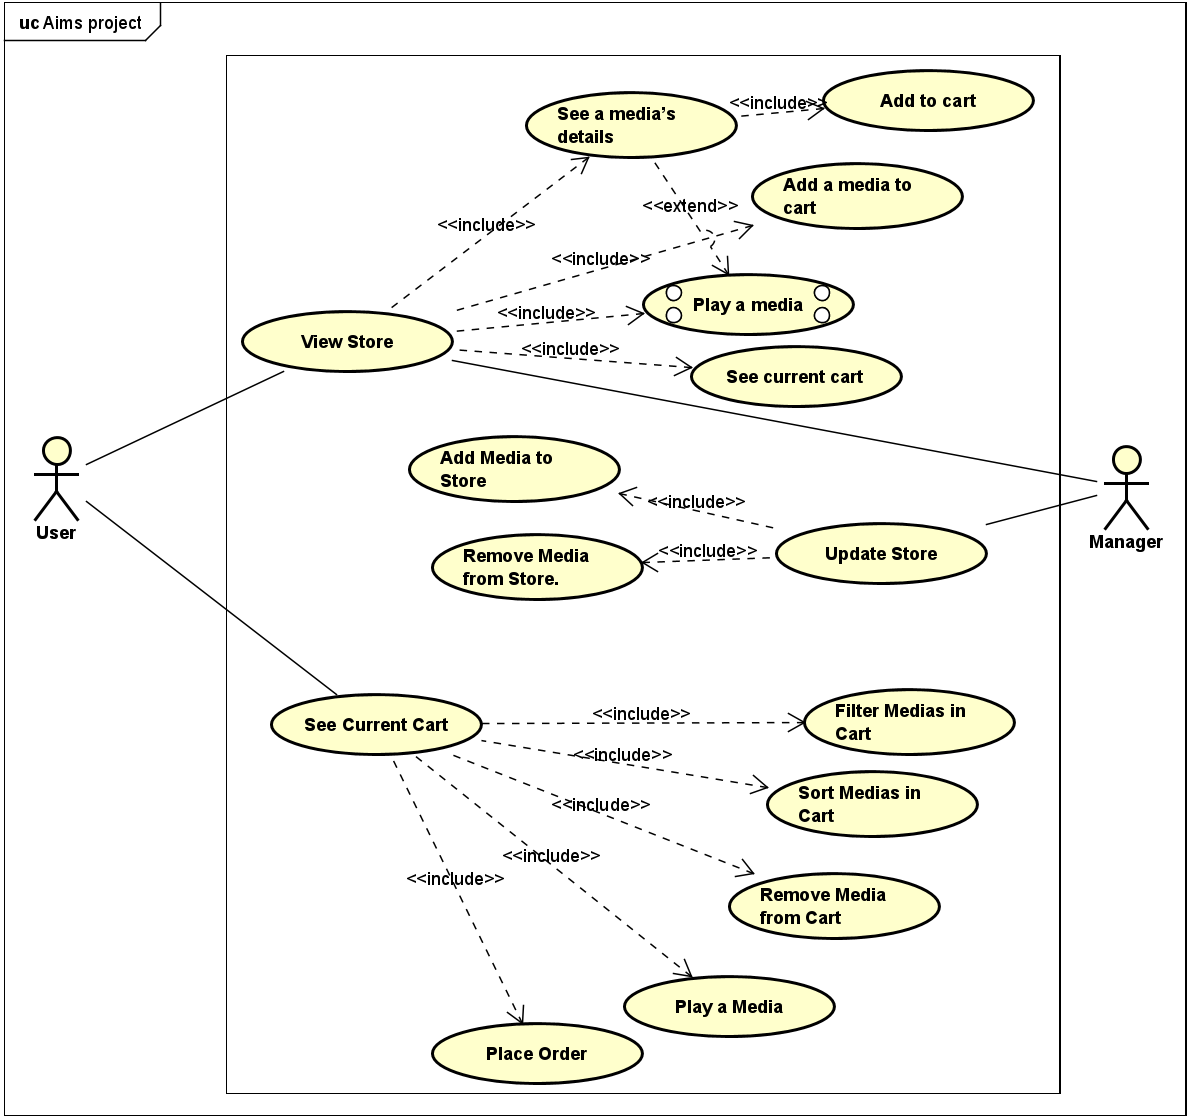 uc Aims project
See a media's
details
<<include>>
Add to cart
Add a media to
cart
<<include>>
<<extend>>
<<include>>
<<include>>
Play a media
View Store
<<include>>
See current cart
Add Media to
Store
<<include>>
Remove Media
from Store.
<<include>>
Update Store
User
Manager
See Current Cart
<<include>>
Filter Medias in
Cart
<<include>>
Sort Medias in
Cart
<<include>>
<<include>>
<<include>>
Remove Media
from Cart
Play a Media
Place Order